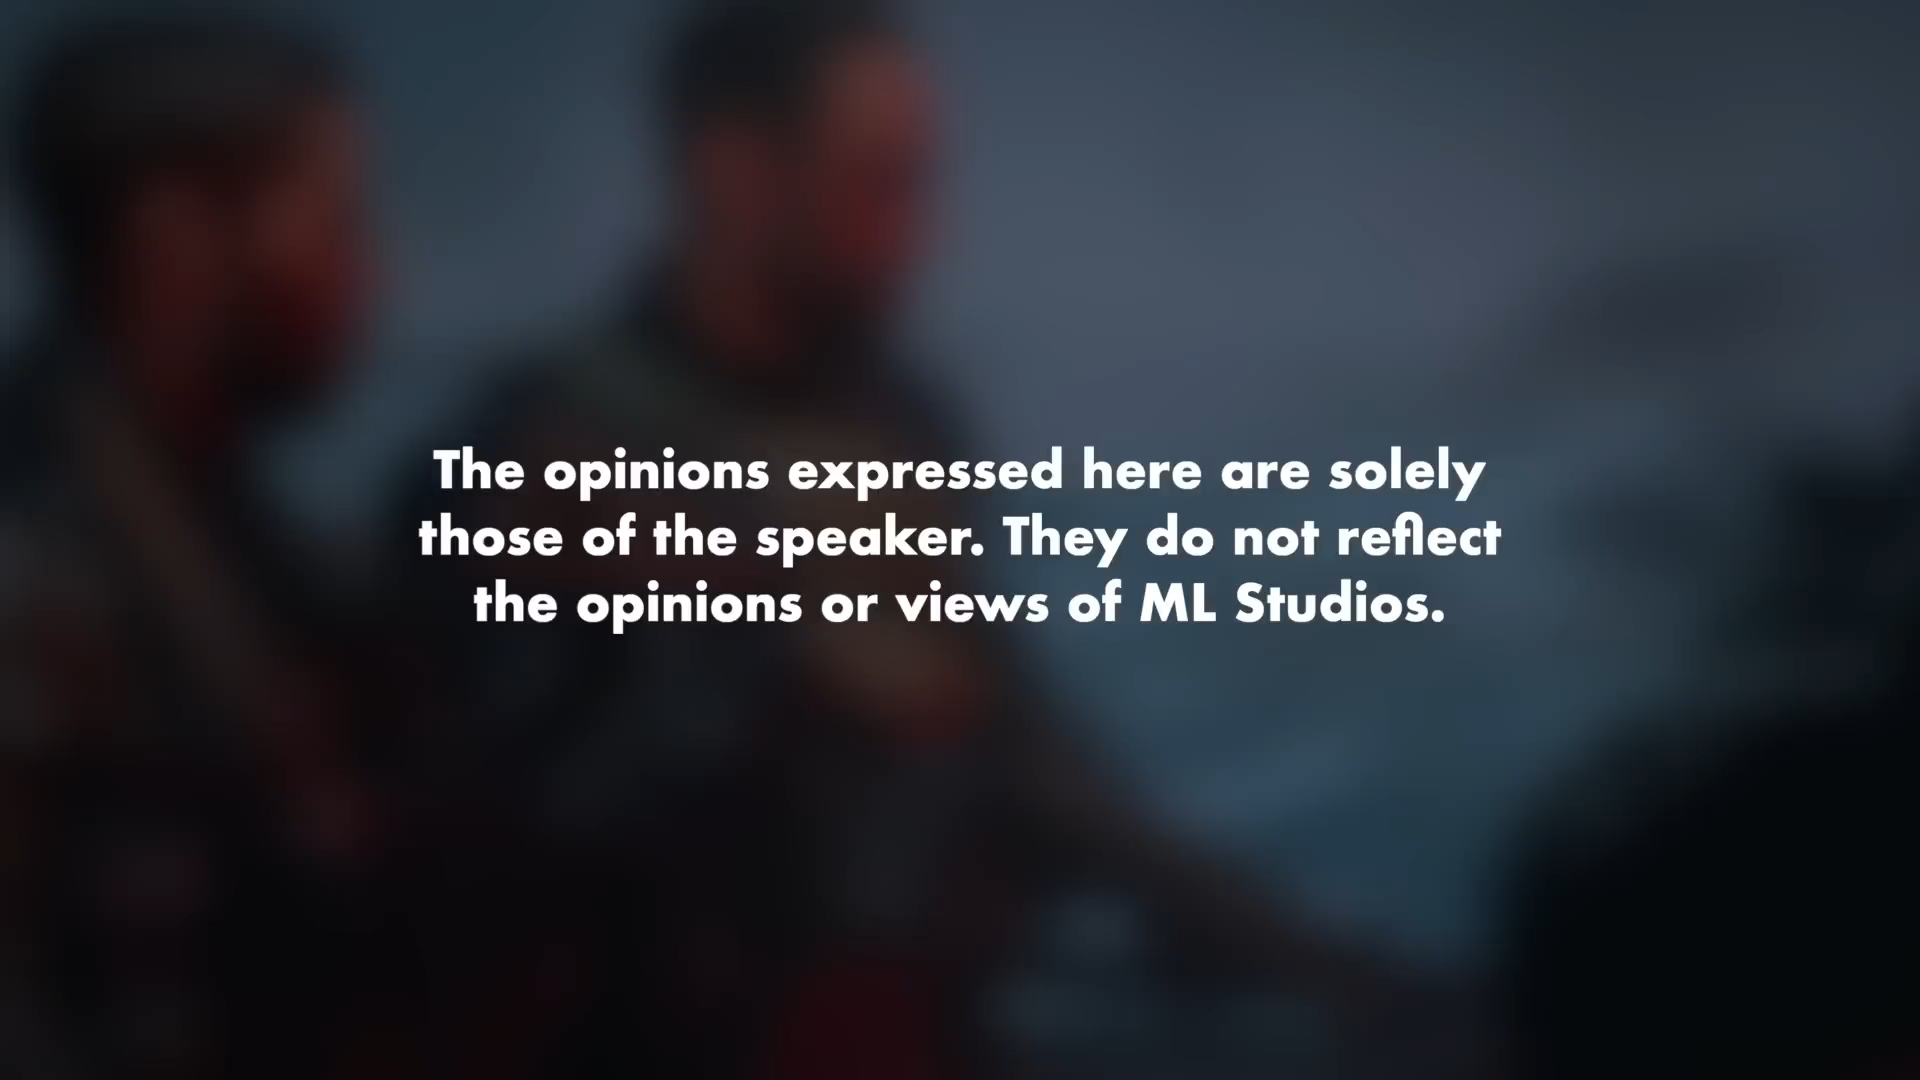 The opinions expressed here are solely
those of the speaker. They do not reflect
the opinions or views of ML Studios.